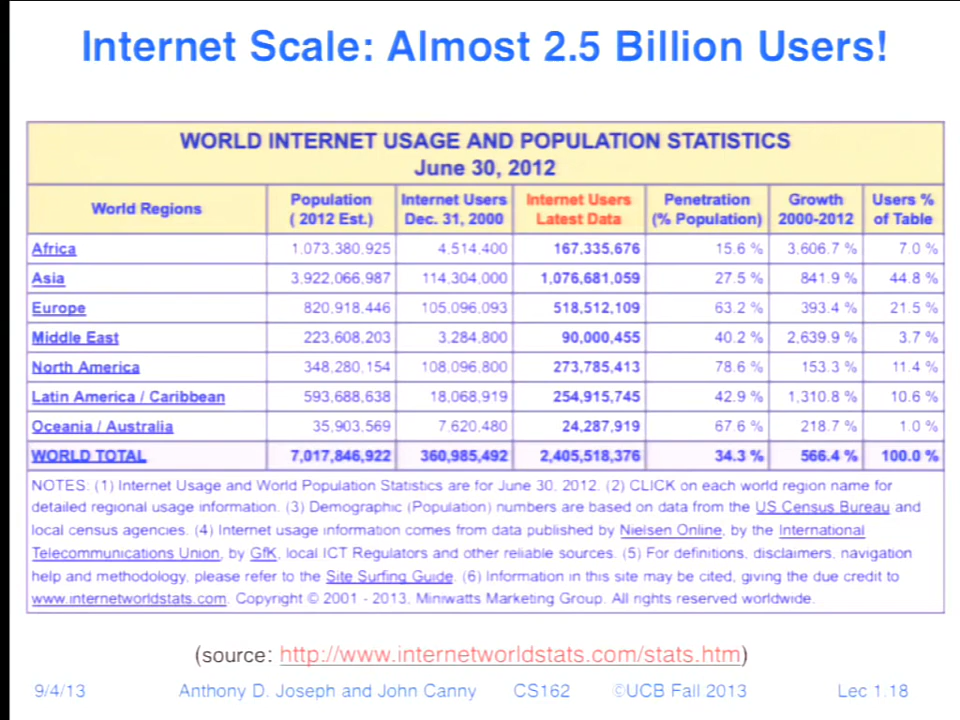 Internet Scale: Almost 2.5 Billion Users!
WORLD INTERNET USAGE AND POPULATION STATISTICS
June 30, 2012
World Regions Population ( 2012 Est.) Internet Users Dec. 31, 2000 Internet Users Latest Data Penetration (% Population) Growth 2000-2012 Users % of Table
Africa 1,073,380,925 4,514,400 167,335,676 15.6 % 3,606.7 % 7.0 %
Asia 3,922,066,987 114,304,000 1,076,681,059 27.5 % 841.9 % 44.8 %
Europe 820,918,446 105,096,093 518,512,109 63.2 % 393.4 % 21.5 %
Middle East 223,608,203 3,284,800 90,000,455 40.2 % 2,639.9 % 3.7 %
North America 348,280,154 108,096,800 273,785,413 78.6 % 153.3 % 11.4 %
Latin America / Caribbean 593,688,638 18,068,919 254,915,745 42.9 % 1,310.8 % 10.6 %
Oceania / Australia 35,903,569 7,620,480 24,287,919 67.6 % 218.7 % 1.0 %
WORLD TOTAL 7,017,846,922 360,985,492 2,405,518,376 34.3 % 566.4 % 100.0 %
NOTES: (1) Internet Usage and World Population Statistics are for June 30, 2012. (2) CLICK on each world region name for
detailed regional usage information. (3) Demographic (Population) numbers are based on data from the US Census Bureau and
local census agencies. (4) Internet usage information comes from data published by Nielsen Online, by the International
Telecommunications Union, by GfK, local ICT Regulators and other reliable sources. (5) For definitions, disclaimers, navigation
help and methodology, please refer to the Site Surfing Guide. (6) Information in this site may be cited, giving the due credit to
www.internetworldstats.com. Copyright © 2001 - 2013, Miniwatts Marketing Group. All rights reserved worldwide.
(source: http://www.internetworldstats.com/stats.htm)
9/4/13 Anthony D. Joseph and John Canny CS162 ©UCB Fall 2013 Lec 1.18